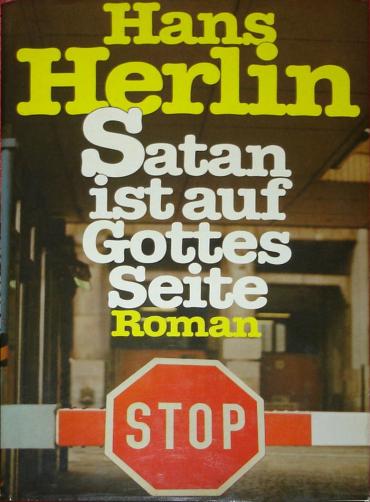 Hans
Herlin
Satan
ist auf
Gottes
Seite
Roman
STOP